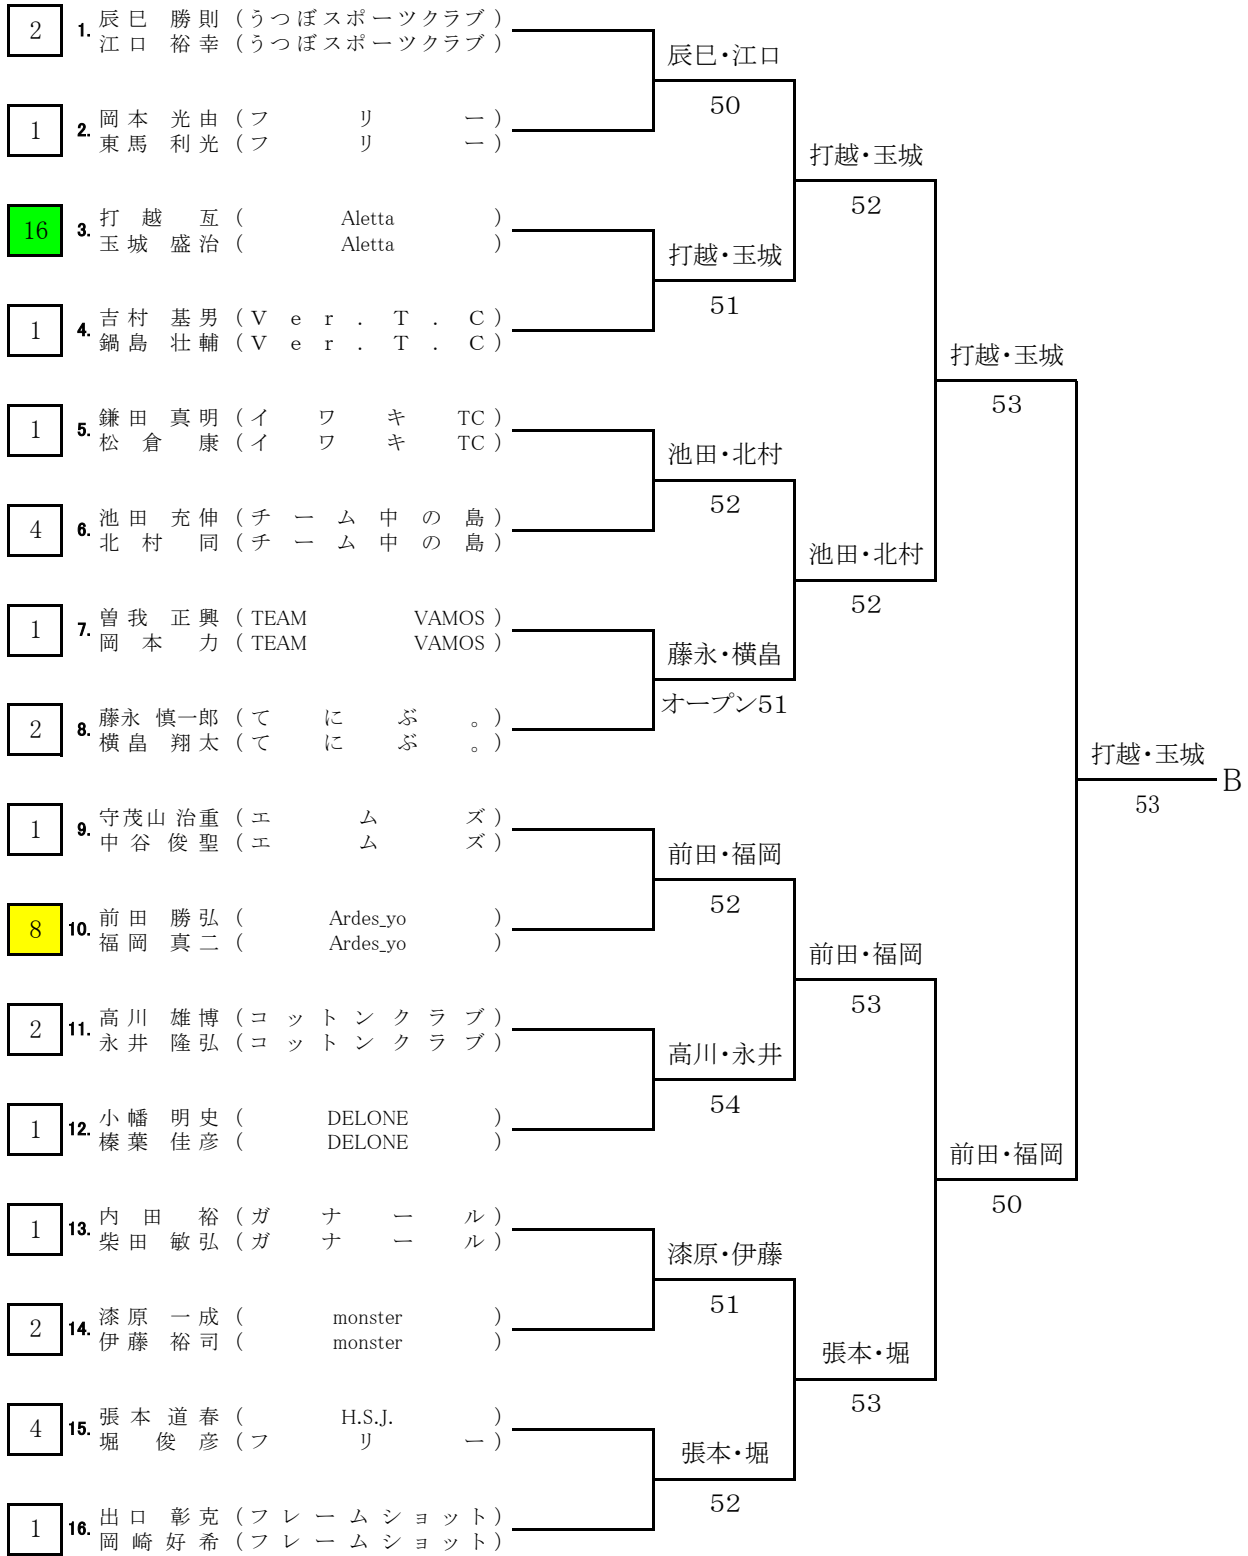 2 1. 辰巳 勝則 (うつぼスポーツクラブ)
江口 裕幸 (うつぼスポーツクラブ)
辰巳・江口
50
1 2. 岡本 光由 (フリー)
東馬 利光 (フリー)
打越・玉城
52
16 3. 打越 亙 (Aletta)
玉城 盛治 (Aletta)
打越・玉城
51
1 4. 吉村 基男 (Ver.T.C)
鍋島 壮輔 (Ver.T.C)
打越・玉城
53
1 5. 鎌田 真明 (イワキTC)
松倉 康 (イワキTC)
池田・北村
52
4 6. 池田 充伸 (チーム中の島)
北村 同 (チーム中の島)
池田・北村
52
1 7. 曽我 正興 (TEAM VAMOS)
岡本 力 (TEAM VAMOS)
藤永・横畠
オープン51
2 8. 藤永 慎一郎 (てにぶ。)
横畠 翔太 (てにぶ。)
打越・玉城
B
53
1 9. 守茂山 治重 (エムズ)
中谷 俊聖 (エムズ)
前田・福岡
52
8 10. 前田 勝弘 (Ardes_yo)
福岡 真二 (Ardes_yo)
前田・福岡
53
2 11. 高川 雄博 (コットンクラブ)
永井 隆弘 (コットンクラブ)
高川・永井
54
1 12. 小幡 明史 (DELONE)
榛葉 佳彦 (DELONE)
前田・福岡
50
1 13. 内田 裕 (ガナール)
柴田 敏弘 (ガナール)
漆原・伊藤
51
2 14. 漆原 一成 (monster)
伊藤 裕司 (monster)
張本・堀
53
4 15. 張本 道春 (H.S.J.)
堀 俊彦 (フリー)
張本・堀
52
1 16. 出口 彰克 (フレームショット)
岡崎 好希 (フレームショット)